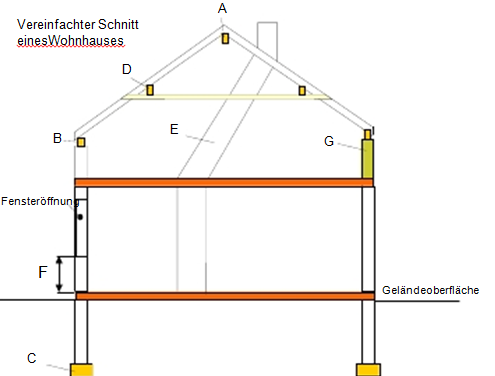 Vereinfachter Schnitt
einesWohnhauses
A
D
B
E
G
Fensteröffnung
F
Geländeoberfläche
C